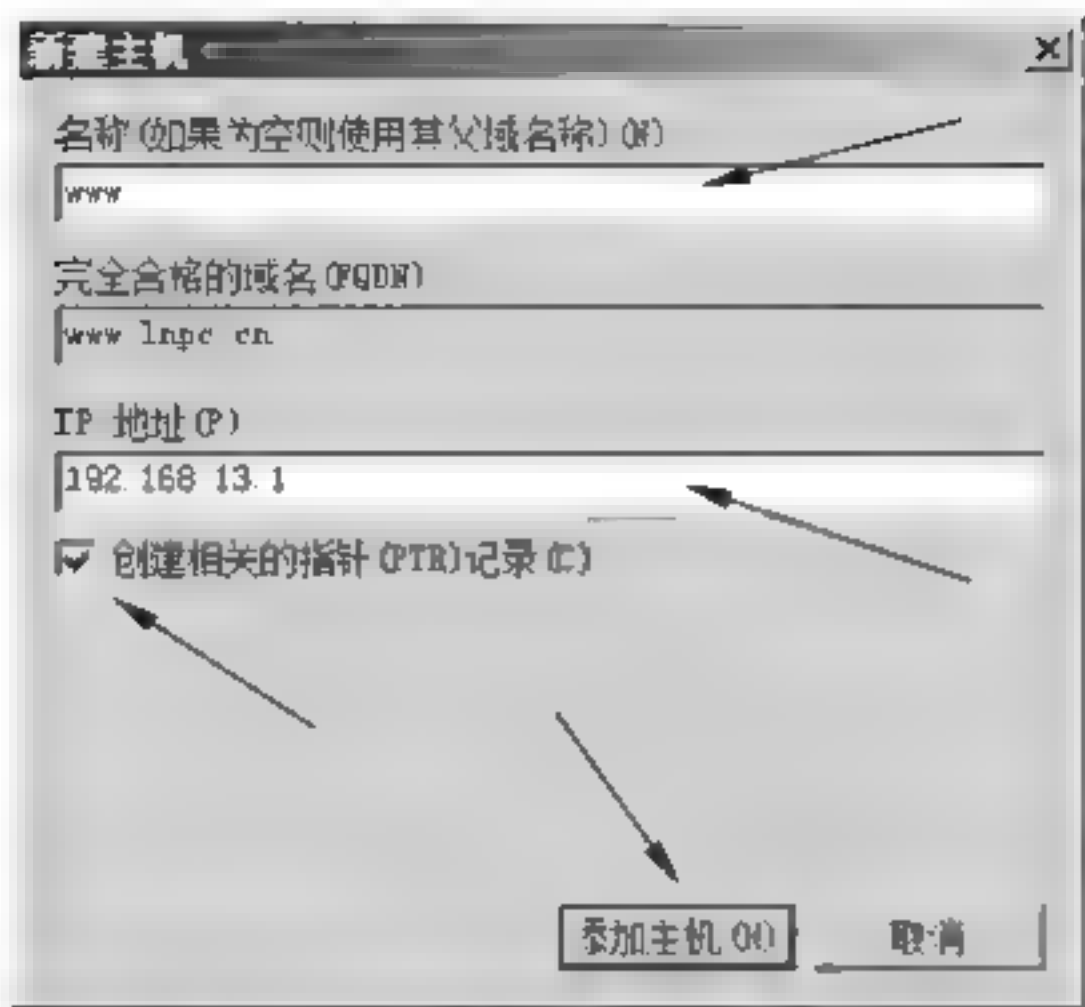 新建主机
名称(如果为空则使用其父域名称)(N)
www
完全合格的域名(FQDN)
www lnpc cn
IP 地址(P)
192.168 13.1
创建相关的指针(PTR)记录(C)
添加主机(H)
取消